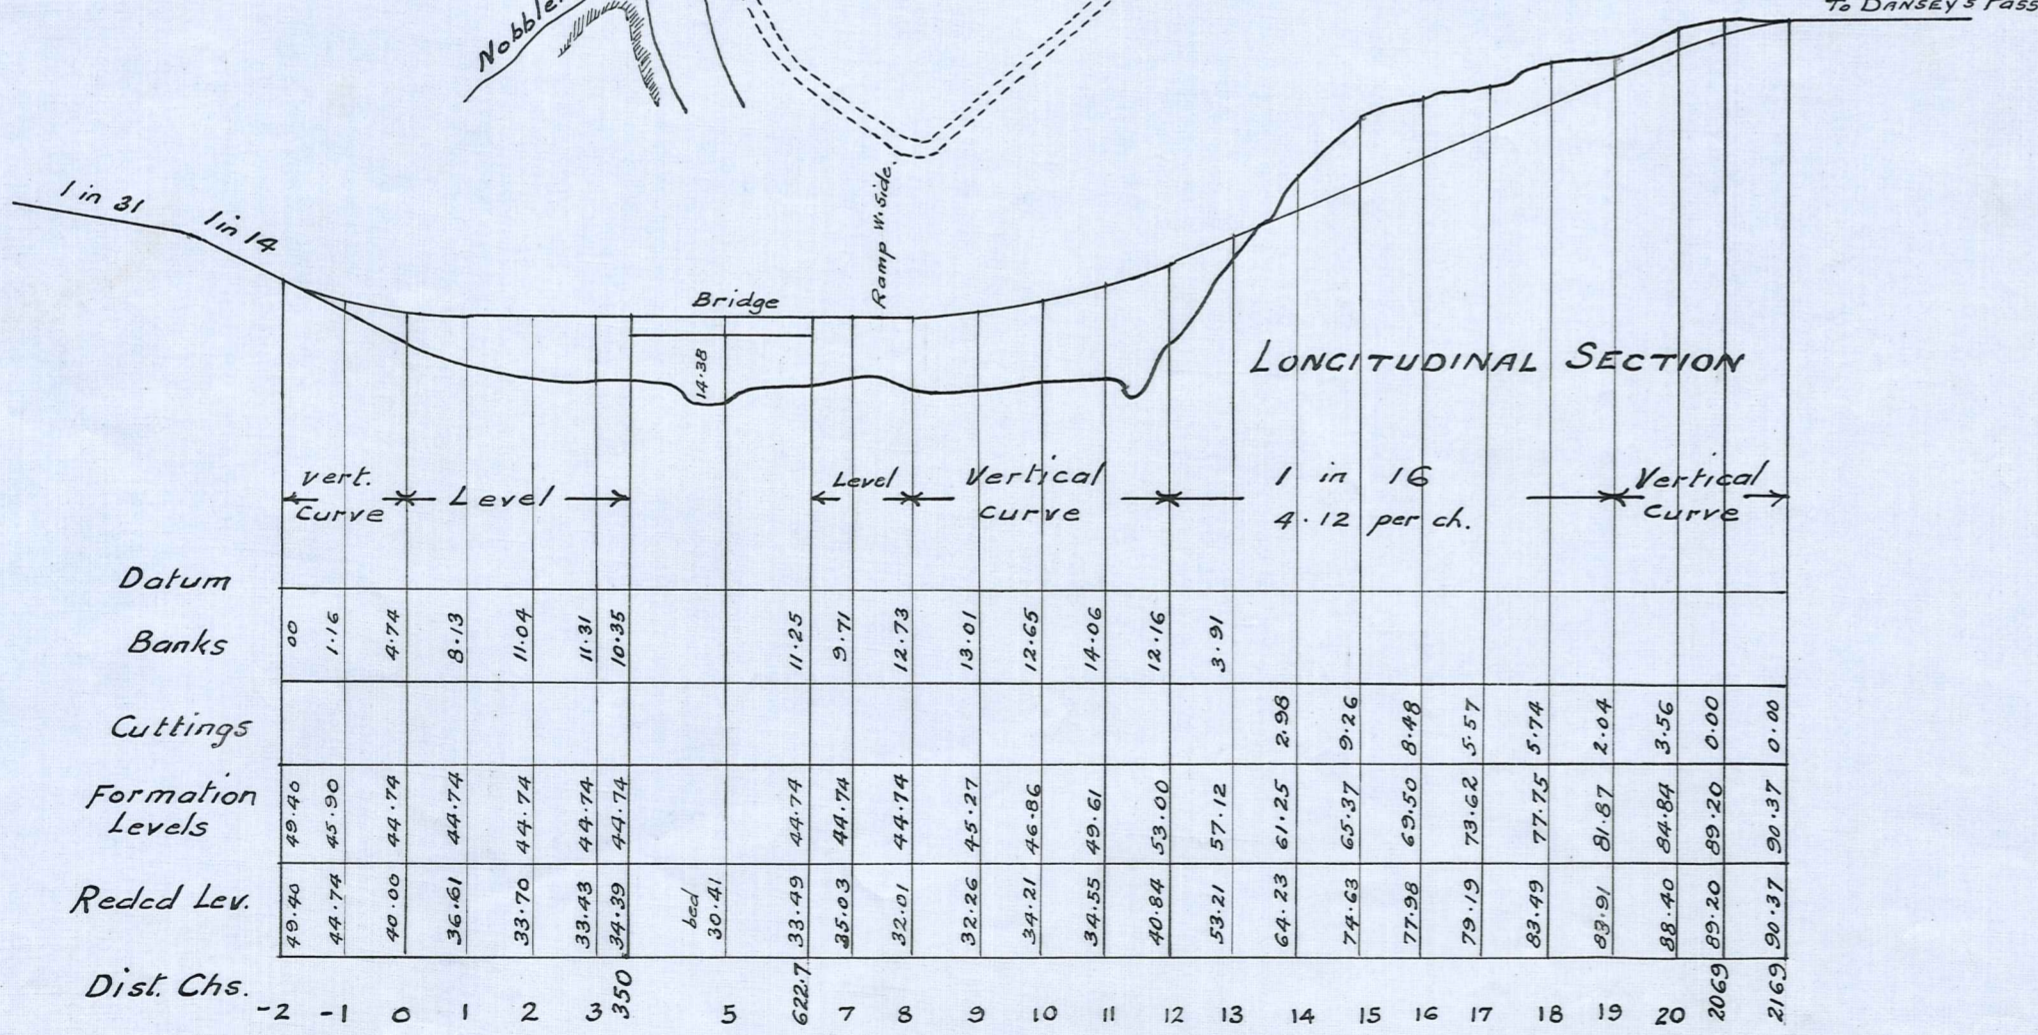 To DANSEY'S Pass
Nobbler
1 in 31
1 in 14
Ramp W. side.
Bridge
14.38
LONGITUDINAL SECTION
vert. curve
Level
Level
Vertical curve
1 in 16
4.12 per ch.
Vertical curve
Datum
Banks .00 1.16 4.74 8.13 11.04 11.31 10.35 11.25 9.71 12.73 13.01 12.65 14.06 12.16 3.91
Cuttings 2.98 9.26 8.48 5.57 5.74 2.04 3.56 0.00 0.00
Formation Levels 49.40 45.90 44.74 44.74 44.74 44.74 44.74 44.74 44.74 44.74 45.27 46.86 49.61 53.00 57.12 61.25 65.37 69.50 73.62 77.75 81.87 84.84 89.20 90.37
Redcd Lev. 49.40 44.74 40.00 36.61 33.70 33.43 34.39 bed 30.41 33.49 35.03 32.01 32.26 34.21 34.55 40.84 53.21 64.23 74.63 77.98 79.19 83.49 83.91 88.40 89.20 90.37
Dist. Chs. -2 -1 0 1 2 3 350 5 622.7 7 8 9 10 11 12 13 14 15 16 17 18 19 20 2069 2169